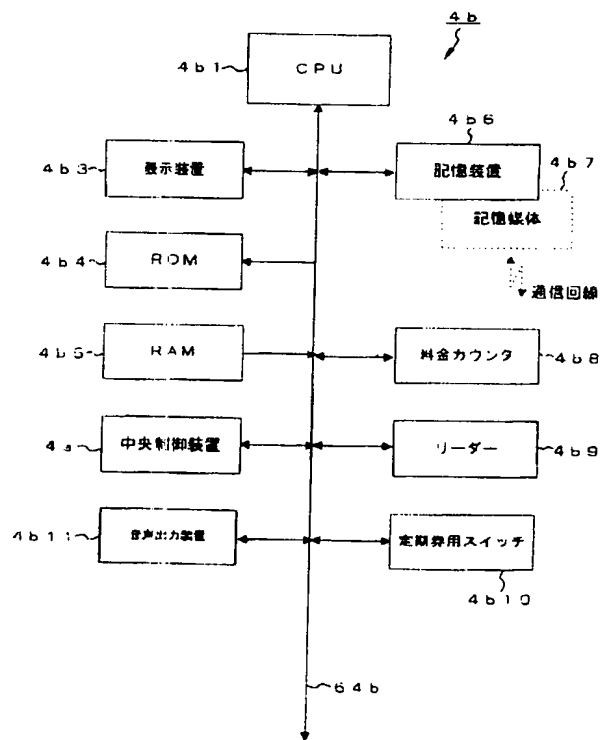 4b
4b1
CPU
4b6
4b7
4b3
表示装置
記憶装置
記憶媒体
4b4
ROM
通信回線
4b5
RAM
料金カウンタ
4b8
4a
中央制御装置
リーダー
4b9
4b11
音声出力装置
定期券用スイッチ
4b10
64b